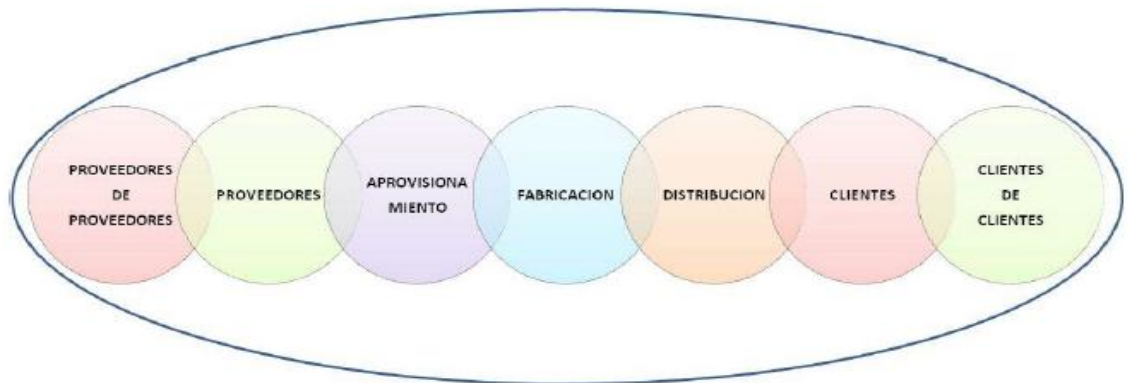 PROVEEDORES
DE
PROVEEDORES
PROVEEDORES
APROVISIONA
MIENTO
FABRICACION
DISTRIBUCION
CLIENTES
CLIENTES
DE
CLIENTES